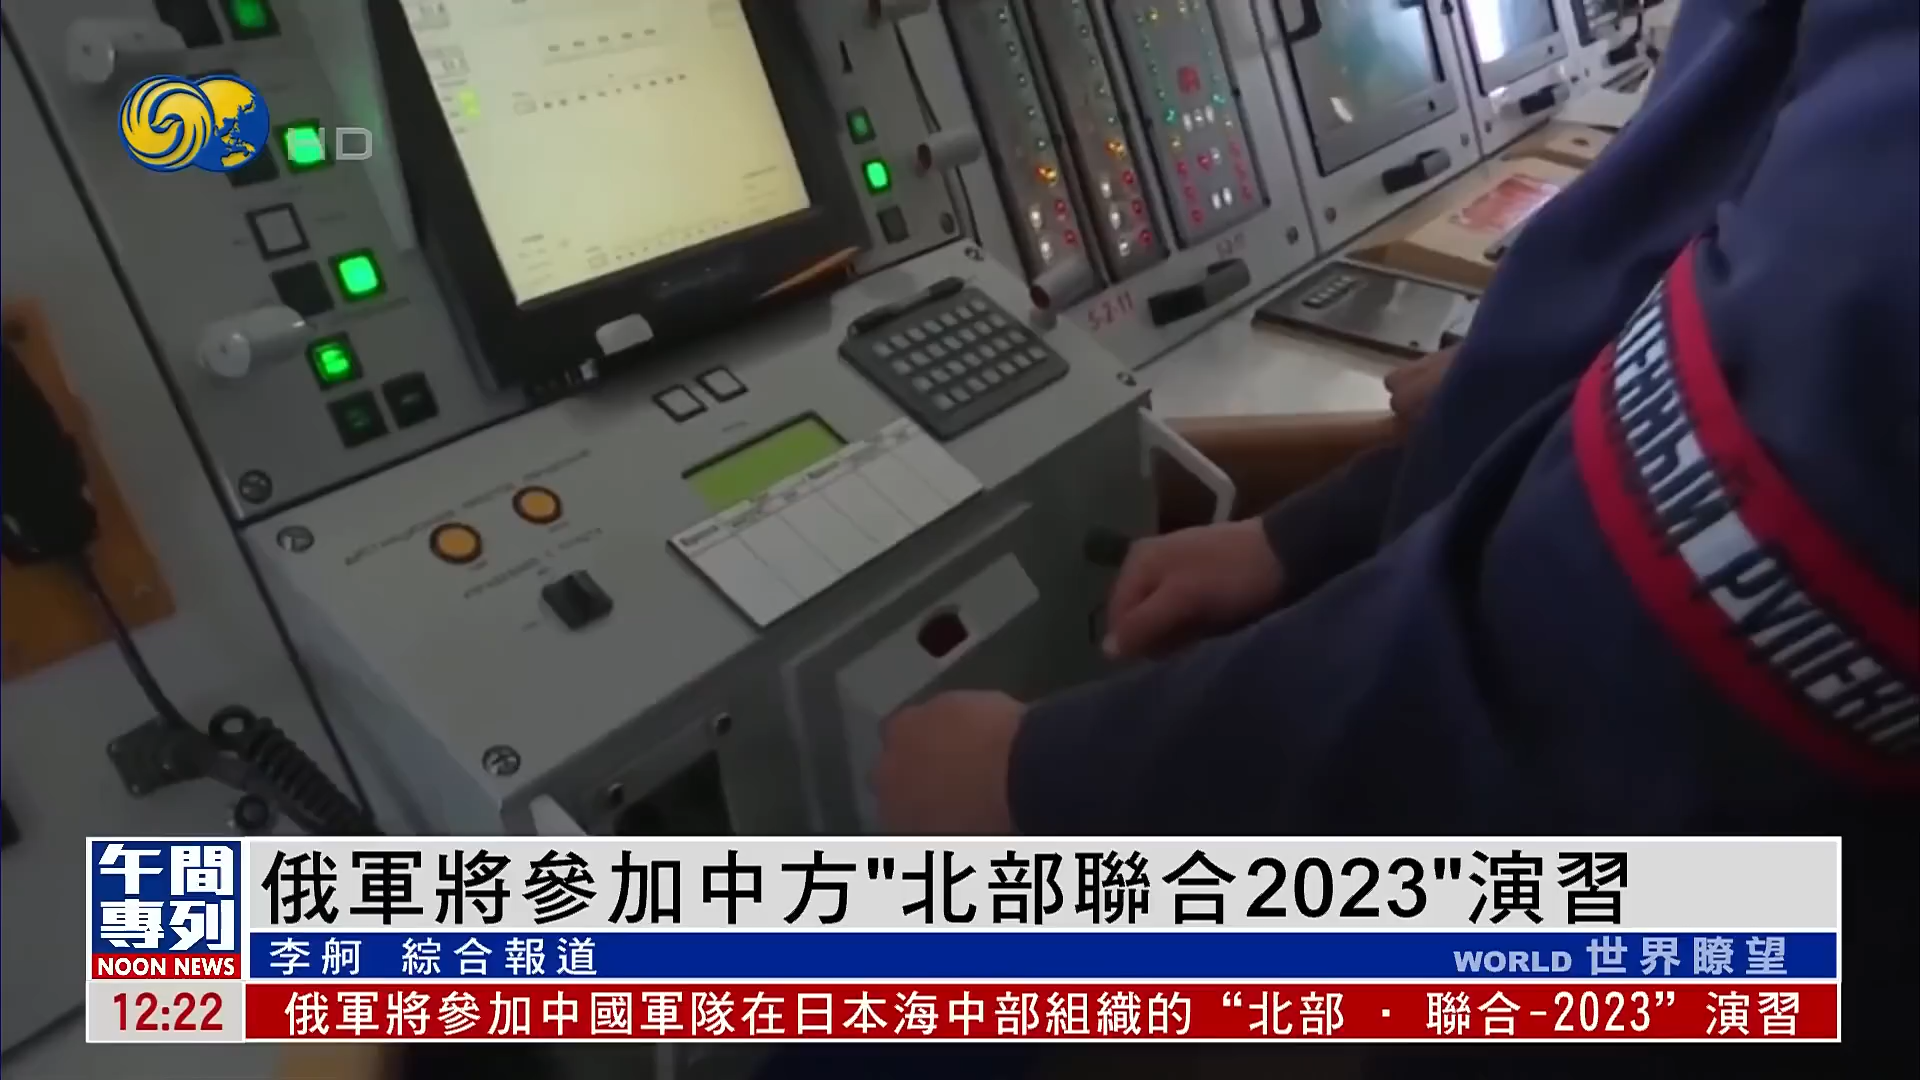 HD
5-2-11
午間
專列
NOON NEWS
俄軍將參加中方"北部聯合2023"演習
李舸 綜合報道
WORLD 世界瞭望
12:22
俄軍將參加中國軍隊在日本海中部組織的“北部 · 聯合-2023”演習